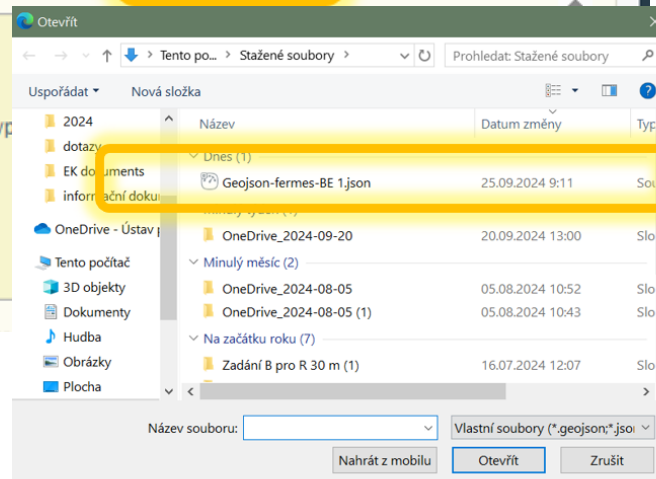 Otevřít
Tento po... > Stažené soubory >
Prohledat: Stažené soubory
Uspořádat
Nová složka
2024
dotazy
EK dokuments
OneDrive - Ústav
Tento počítač
3D objekty
Dokumenty
Hudba
Obrázky
Plocha
Název
Datum změny
Typ
Dnes (1)
Geojson-fermes-BE 1.json
25.09.2024 9:11
Sou
OneDrive_2024-09-20
20.09.2024 13:00
Slo
Minulý měsíc (2)
OneDrive_2024-08-05
05.08.2024 10:52
Slo
OneDrive_2024-08-05 (1)
05.08.2024 10:43
Slo
Na začátku roku (7)
Zadání B pro R 30 m (1)
16.07.2024 12:07
Slo
Název souboru:
Vlastní soubory (*.geojson;*.jso
Nahrát z mobilu
Otevřít
Zrušit